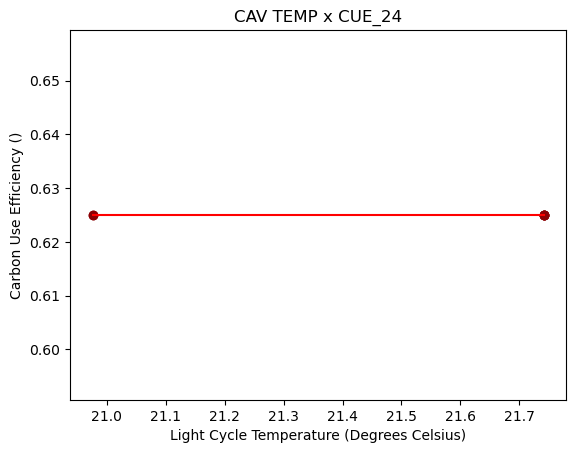 CAV TEMP x CUE_24
Carbon Use Efficiency ()
0.65
0.64
0.63
0.62
0.61
0.60
21.0 21.1 21.2 21.3 21.4 21.5 21.6 21.7
Light Cycle Temperature (Degrees Celsius)